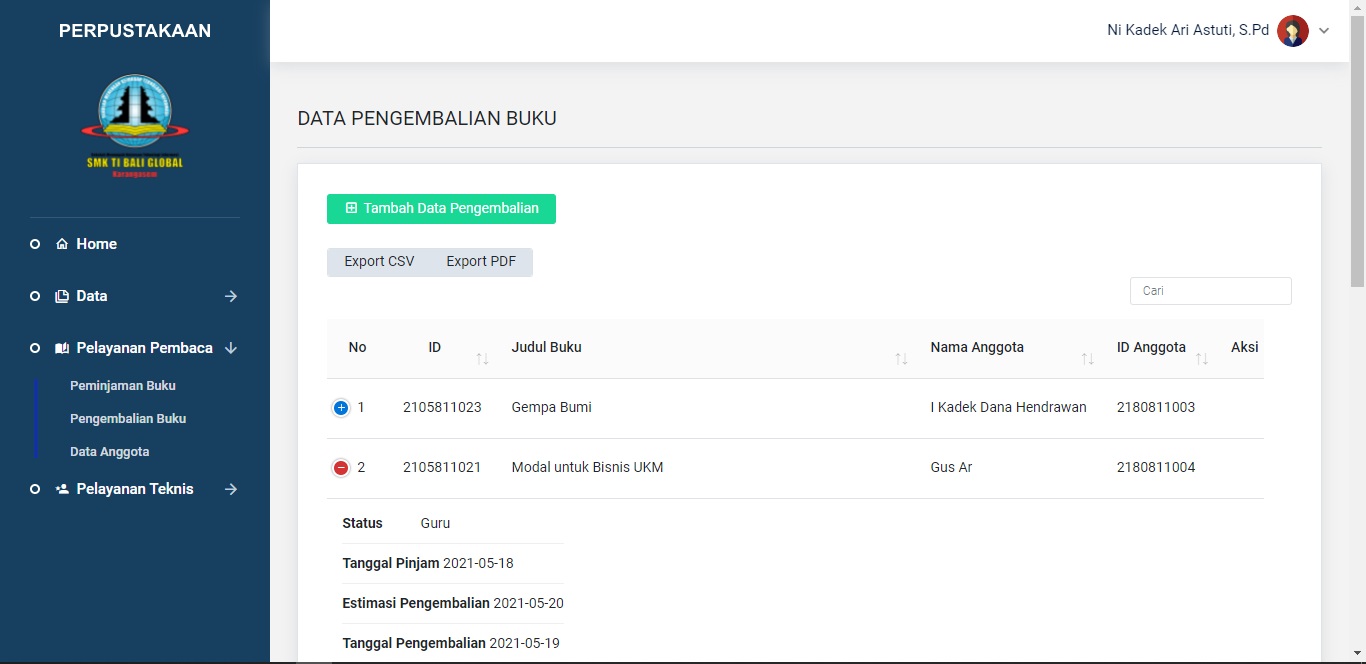 PERPUSTAKAAN
SMK TI BALI GLOBAL
Karangasem
Home
Data
Pelayanan Pembaca
Peminjaman Buku
Pengembalian Buku
Data Anggota
Pelayanan Teknis
Ni Kadek Ari Astuti, S.Pd
DATA PENGEMBALIAN BUKU
Tambah Data Pengembalian
Export CSV Export PDF
Cari
No ID Judul Buku Nama Anggota ID Anggota Aksi
1 2105811023 Gempa Bumi I Kadek Dana Hendrawan 2180811003
2 2105811021 Modal untuk Bisnis UKM Gus Ar 2180811004
Status Guru
Tanggal Pinjam 2021-05-18
Estimasi Pengembalian 2021-05-20
Tanggal Pengembalian 2021-05-19